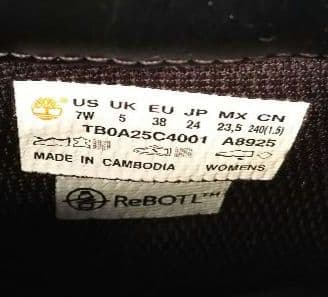 US UK EU JP MX CN
7W 5 38 24 23,5 240(1.5)
TB0A25C4001 A8925
MADE IN CAMBODIA WOMENS
ReBOTL™